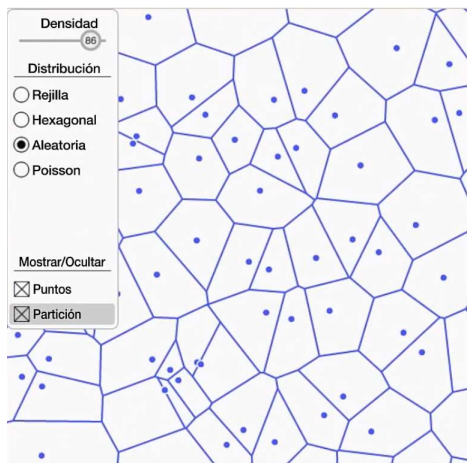 Densidad
86
Distribución
Rejilla
Hexagonal
Aleatoria
Poisson
Mostrar/Ocultar
Puntos
Partición